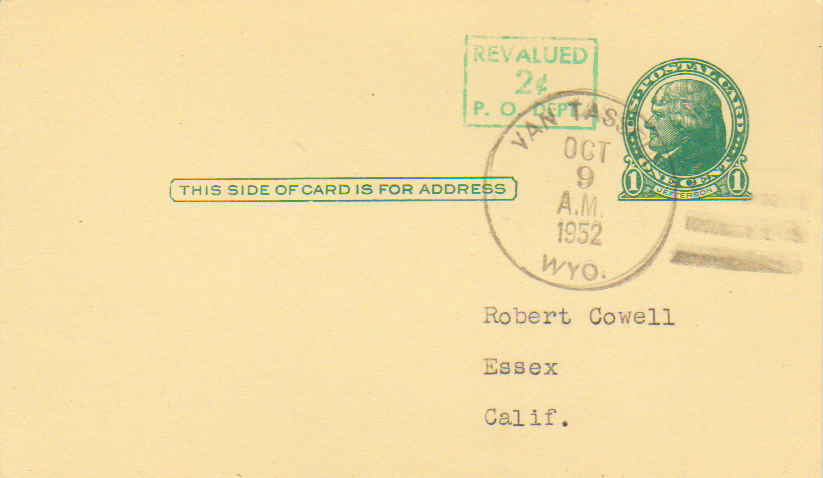 REVALUED
2¢
P. O. DEPT.
U.S. POSTAL CARD
1 ONE CENT 1
JEFFERSON
VAN
OCT
9
A.M.
1952
WYO.
THIS SIDE OF CARD IS FOR ADDRESS
Robert Cowell
Essex
Calif.